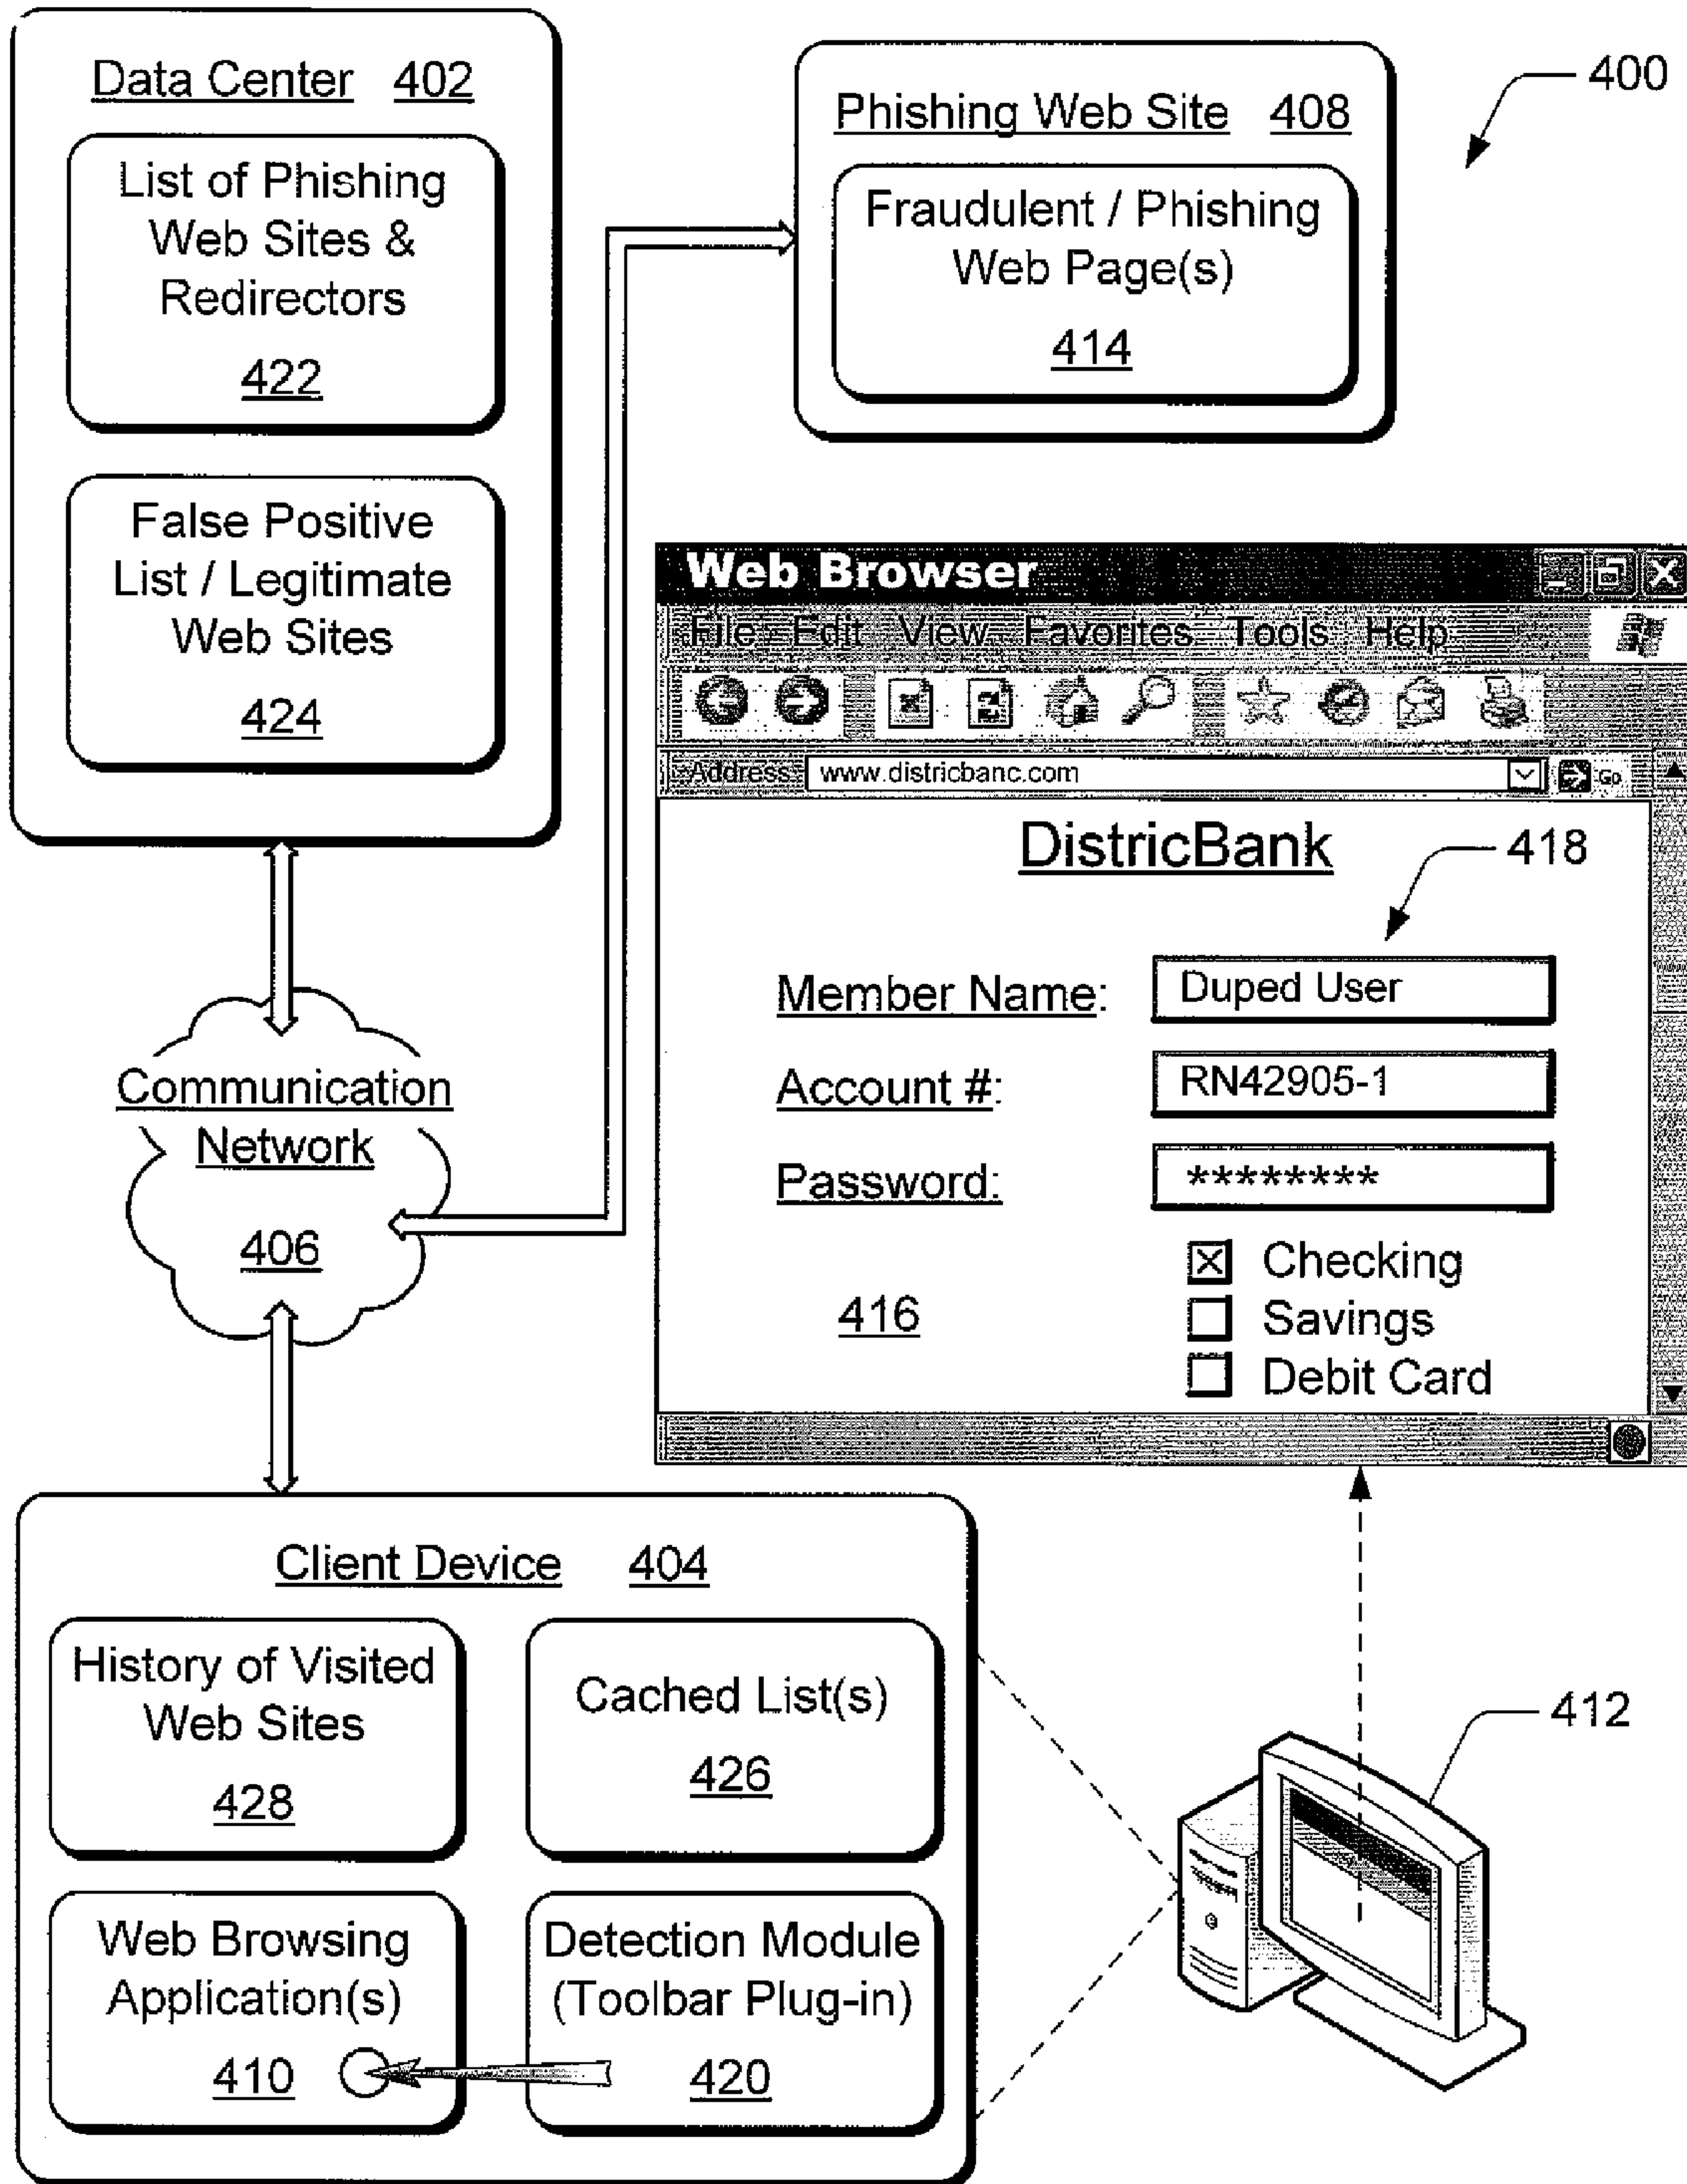 Data Center 402
List of Phishing
Web Sites &
Redirectors
422
False Positive
List / Legitimate
Web Sites
424
Phishing Web Site 408
Fraudulent / Phishing
Web Page(s)
414
400
Web Browser
File Edit View Favorites Tools Help
Address www.districbanc.com Go
DistricBank
418
Member Name: Duped User
Account #: RN42905-1
Password: ********
Checking
Savings
Debit Card
416
Communication
Network
406
Client Device 404
History of Visited
Web Sites
428
Cached List(s)
426
Web Browsing
Application(s)
410
Detection Module
(Toolbar Plug-in)
420
412